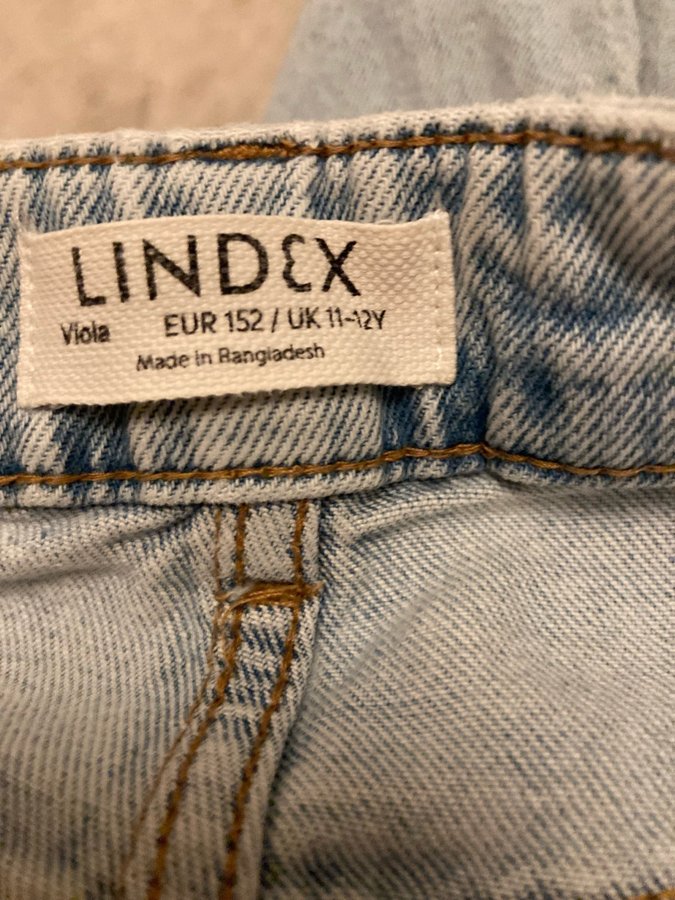 LINDEX
Viola EUR 152 / UK 11-12Y
Made in Bangladesh